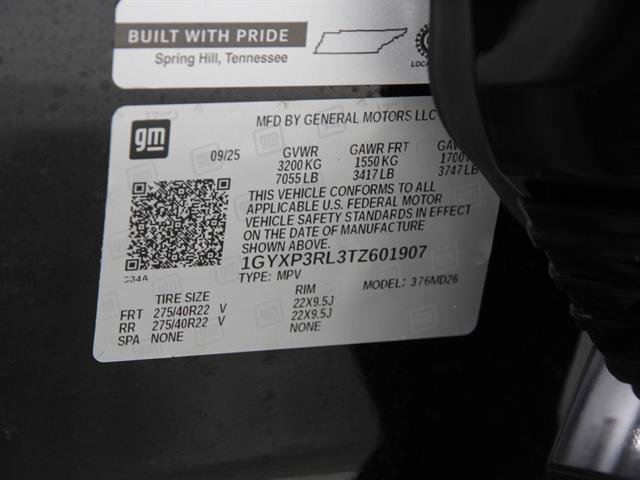 BUILT WITH PRIDE
Spring Hill, Tennessee
gm
MFD BY GENERAL MOTORS LLC
09/25 GVWR GAWR FRT
3200 KG 1550 KG
7055 LB 3417 LB 3747 LB
THIS VEHICLE CONFORMS TO ALL
APPLICABLE U.S. FEDERAL MOTOR
VEHICLE SAFETY STANDARDS IN EFFECT
ON THE DATE OF MANUFACTURE
SHOWN ABOVE.
1GYXP3RL3TZ601907
TYPE: MPV MODEL: 376MD26
TIRE SIZE RIM
FRT 275/40R22 V 22X9.5J
RR 275/40R22 V 22X9.5J
SPA NONE NONE